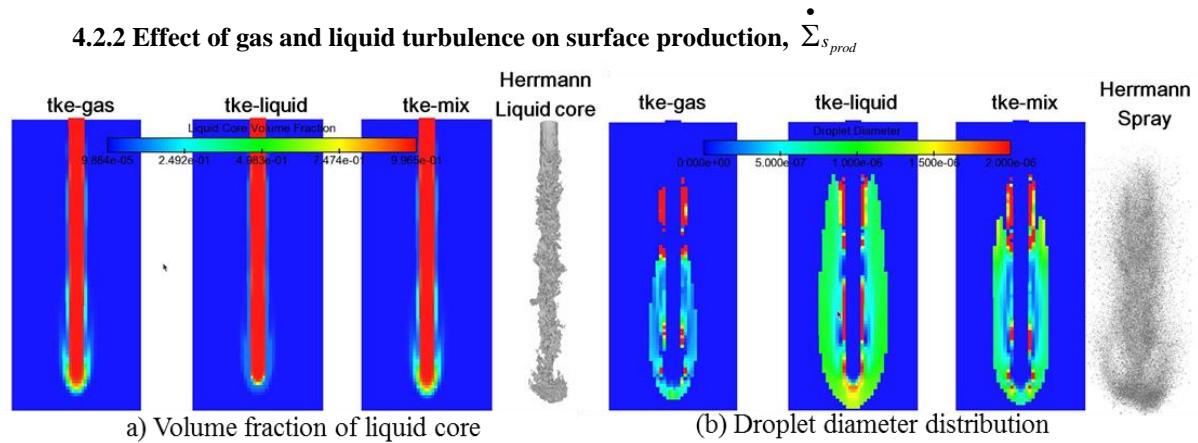 4.2.2 Effect of gas and liquid turbulence on surface production, Σ̇ₛ prod
tke-gas tke-liquid tke-mix
Herrmann
Liquid core
Liquid Core Volume Fraction
9.884e-05 2.492e-01 4.983e-01 7.474e-01 9.965e-01
a) Volume fraction of liquid core
tke-gas tke-liquid tke-mix
Herrmann
Spray
Droplet Diameter
0.000e+00 5.000e-07 1.000e-06 1.500e-06 2.000e-06
(b) Droplet diameter distribution